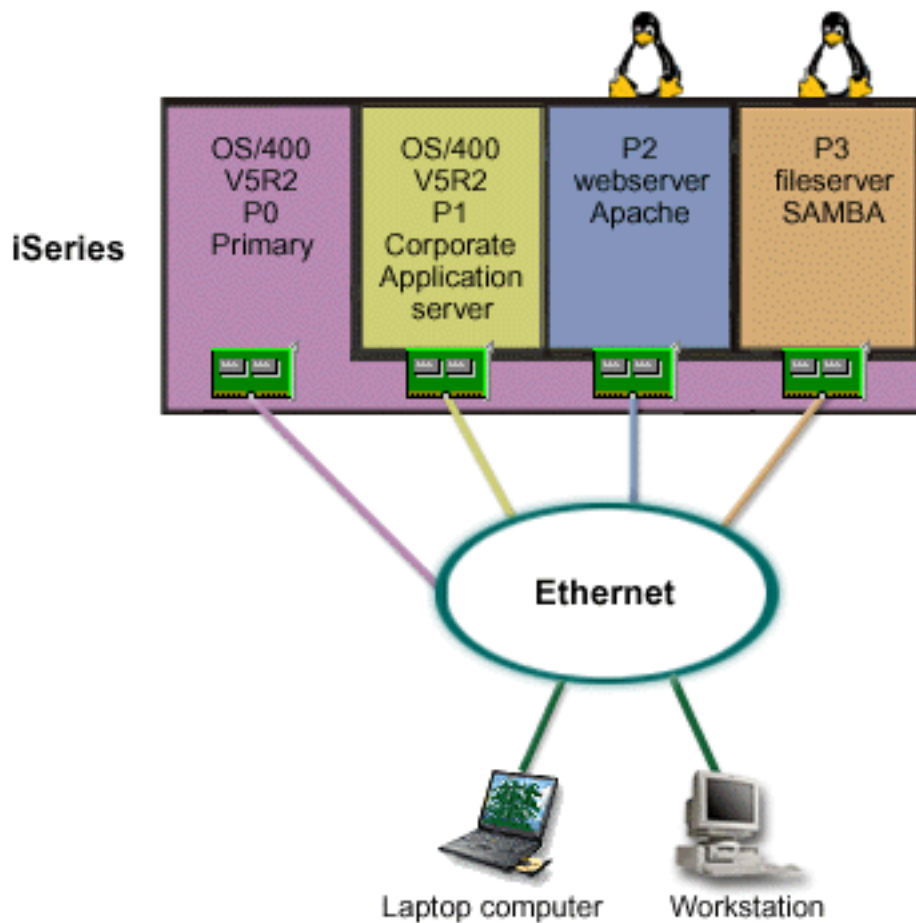 iSeries
OS/400
V5R2
P0
Primary
OS/400
V5R2
P1
Corporate
Application
server
P2
webserver
Apache
P3
fileserver
SAMBA
Ethernet
Laptop computer
Workstation